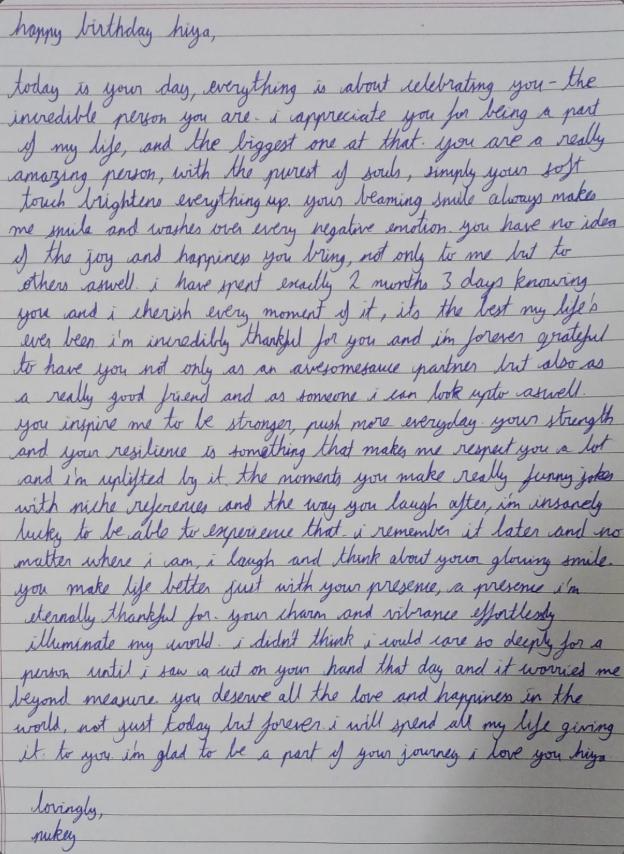 happy birthday hiya,
today is your day, everything is about celebrating you - the
incredible person you are. i appreciate you for being a part
of my life, and the biggest one at that. you are a really
amazing person, with the purest of souls, simply your soft
touch brightens everything up. your beaming smile always makes
me smile and washes over every negative emotion. you have no idea
of the joy and happiness you bring, not only to me but to
others aswell. i have spent exactly 2 months 3 days knowing
you and i cherish every moment of it, it's the best my life's
ever been i'm incredibly thankful for you and i'm forever grateful
to have you not only as an awesomesauce partner but also as
a really good friend and as someone i can look upto aswell.
you inspire me to be stronger, push more everyday. your strength
and your resilience is something that makes me respect you a lot
and i'm uplifted by it. the moments you make really funny jokes
with niche references and the way you laugh after, i'm insanely
lucky to be able to experience that. i remember it later and no
matter where i am, i laugh and think about your glowing smile.
you make life better just with your presence, a presence i'm
eternally thankful for. your charm and vibrance effortlessly
illuminate my world. i didn't think i could care so deeply for a
person until i saw a cut on your hand that day and it worries me
beyond measure. you deserve all the love and happiness in the
world, not just today but forever. i will spend all my life giving
it. to you. i'm glad to be a part of your journey i love you hiya
lovingly,
nukey